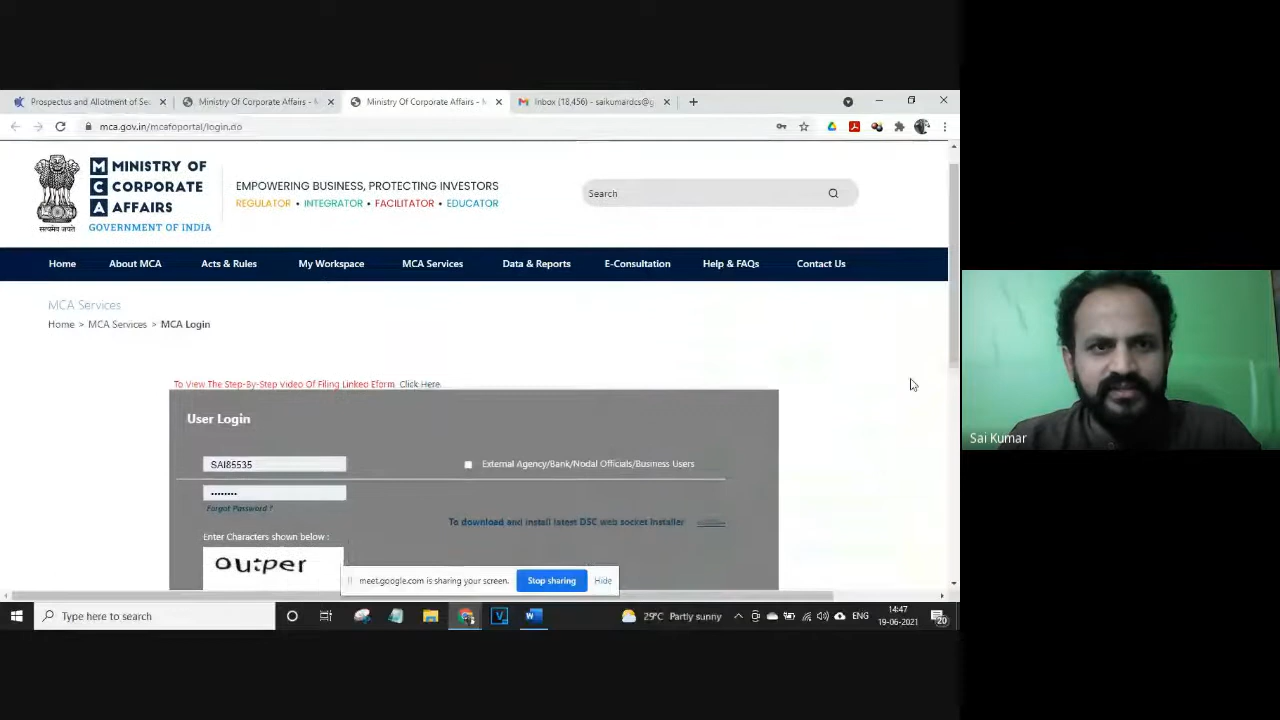 Prospectus and Allotment of Se
Ministry Of Corporate Affairs - M
Ministry Of Corporate Affairs - M
Inbox (18,456) - saikumardcs@g
mca.gov.in/mcafoportal/login.do
MINISTRY OF
CORPORATE
AFFAIRS
M
C
A
सत्यमेव जयते
GOVERNMENT OF INDIA
EMPOWERING BUSINESS, PROTECTING INVESTORS
REGULATOR • INTEGRATOR • FACILITATOR • EDUCATOR
Search
Home About MCA Acts & Rules My Workspace MCA Services Data & Reports E-Consultation Help & FAQs Contact Us
MCA Services
Home > MCA Services > MCA Login
To View The Step-By-Step Video Of Filing Linked Eform Click Here.
User Login
SAI85535
External Agency/Bank/Nodal Officials/Business Users
........
Forgot Password ?
To download and install latest DSC web socket installer
Enter Characters shown below :
outper
meet.google.com is sharing your screen. Stop sharing Hide
Type here to search
V
W
29°C Partly sunny
ENG
14:47
19-06-2021
20
Sai Kumar